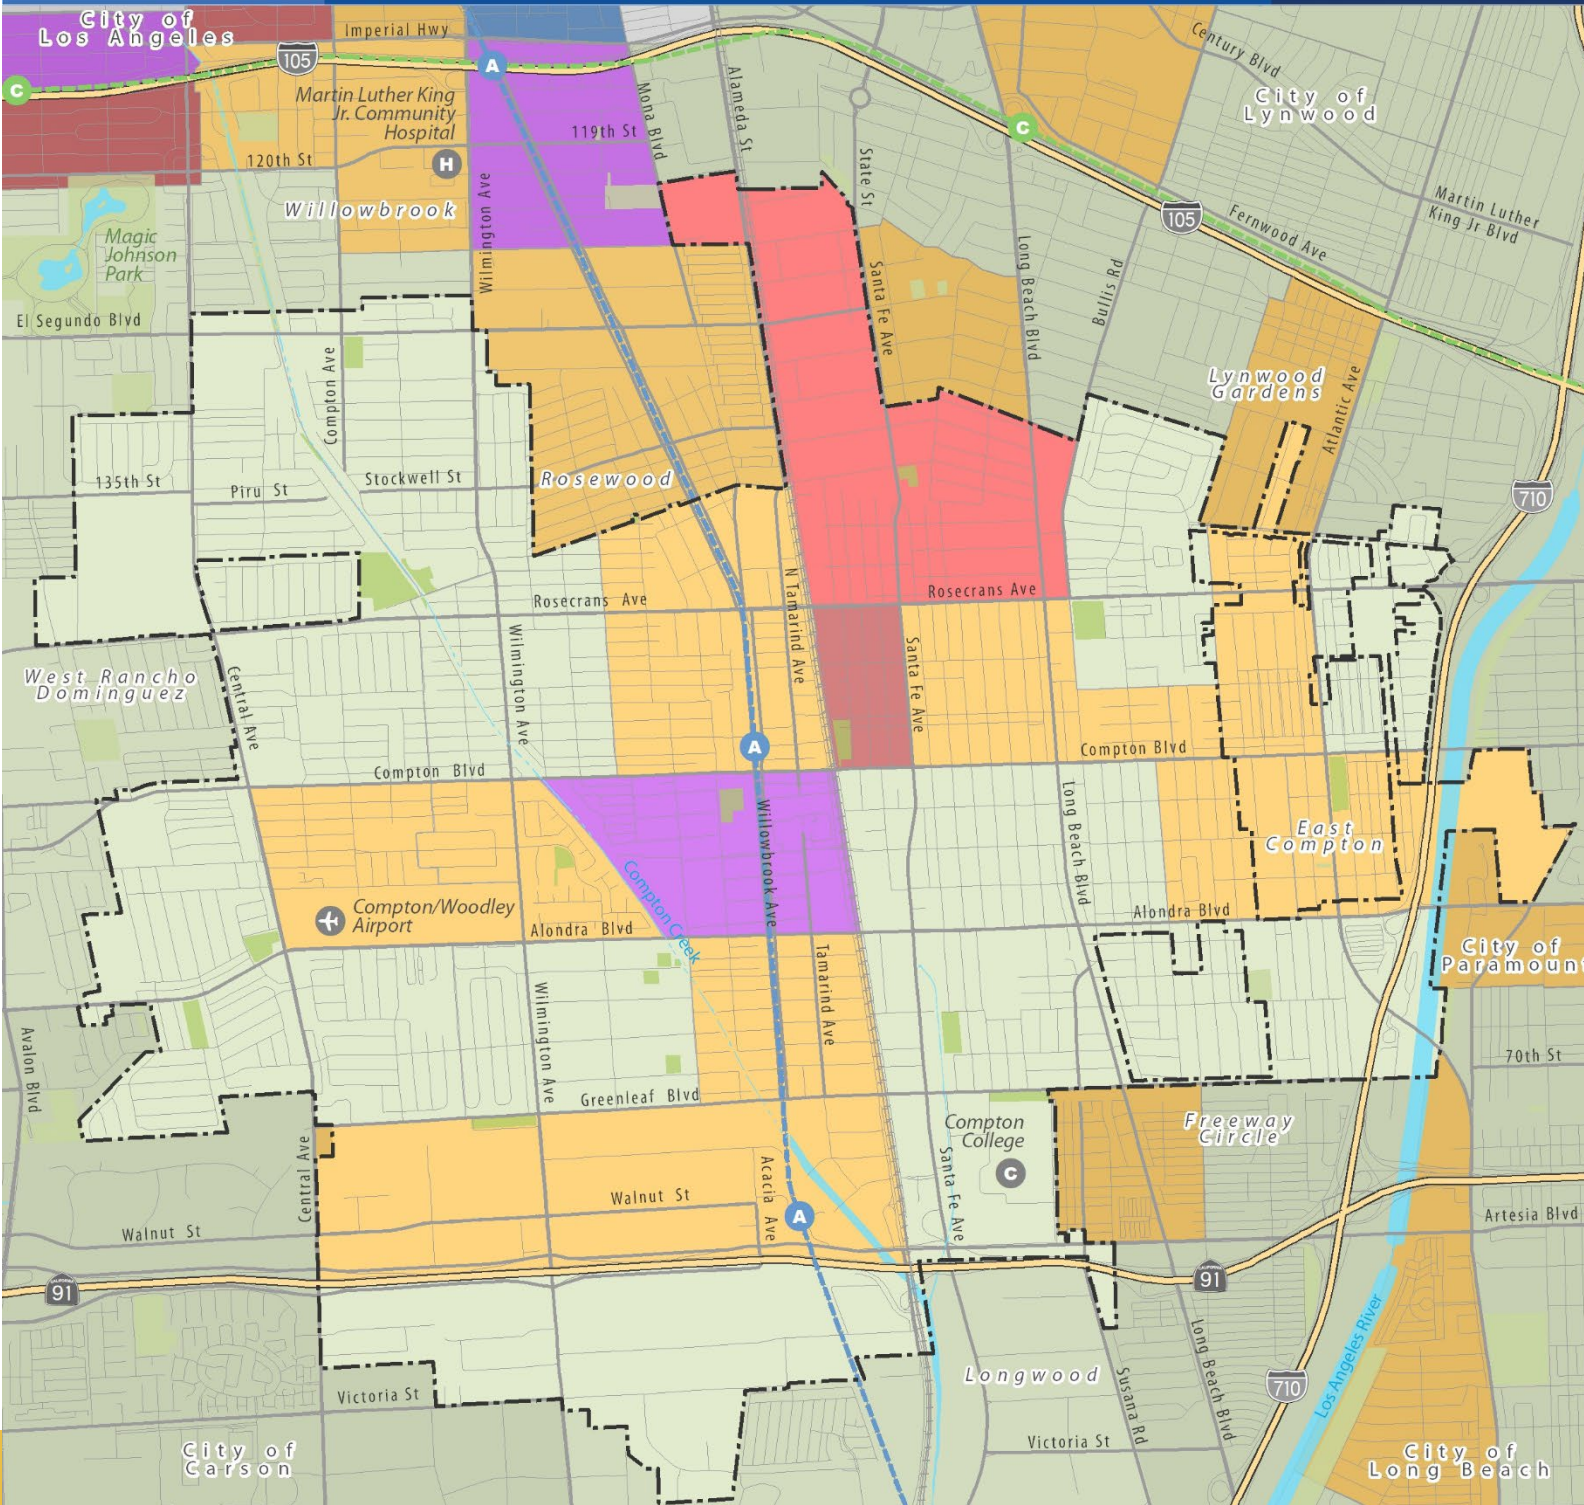 City of
Los Angeles
Imperial Hwy
105
A
C
Martin Luther King
Jr. Community
Hospital
H
119th St
Mona Blvd
Alameda St
120th St
Century Blvd
City of
Lynwood
C
State St
Martin Luther
King Jr Blvd
105
Fernwood Ave
Willowbrook
Wilmington Ave
Magic
Johnson
Park
El Segundo Blvd
Compton Ave
Santa Fe Ave
Long Beach Blvd
Bullis Rd
Lynwood
Gardens
Atlantic Ave
135th St
Piru St
Stockwell St
Rosewood
710
Rosecrans Ave
N Tamarind Ave
Rosecrans Ave
West Rancho
Dominguez
Central Ave
Wilmington Ave
Santa Fe Ave
A
Compton Blvd
Compton Blvd
Willowbrook Ave
Long Beach Blvd
East
Compton
Compton Creek
Compton/Woodley
Airport
Alondra Blvd
Alondra Blvd
City of
Paramount
Tamarind Ave
Wilmington Ave
Avalon Blvd
70th St
Greenleaf Blvd
Compton
College
C
Freeway
Circle
Central Ave
Santa Fe Ave
Acacia Ave
Walnut St
Walnut St
A
Artesia Blvd
91
91
Los Angeles River
Long Beach Blvd
Susana Rd
Longwood
710
Victoria St
Victoria St
City of
Carson
City of
Long Beach